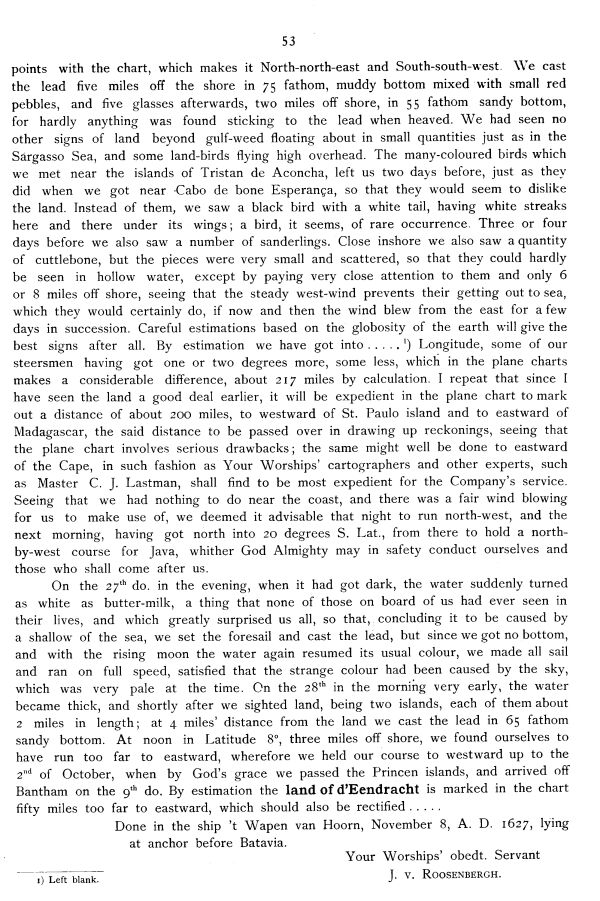 53
points with the chart, which makes it North-north-east and South-south-west. We cast
the lead five miles off the shore in 75 fathom, muddy bottom mixed with small red
pebbles, and five glasses afterwards, two miles off shore, in 55 fathom sandy bottom,
for hardly anything was found sticking to the lead when heaved. We had seen no
other signs of land beyond gulf-weed floating about in small quantities just as in the
Sargasso Sea, and some land-birds flying high overhead. The many-coloured birds which
we met near the islands of Tristan de Aconcha, left us two days before, just as they
did when we got near Cabo de bone Esperança, so that they would seem to dislike
the land. Instead of them, we saw a black bird with a white tail, having white streaks
here and there under its wings; a bird, it seems, of rare occurrence. Three or four
days before we also saw a number of sanderlings. Close inshore we also saw a quantity
of cuttlebone, but the pieces were very small and scattered, so that they could hardly
be seen in hollow water, except by paying very close attention to them and only 6
or 8 miles off shore, seeing that the steady west-wind prevents their getting out to sea,
which they would certainly do, if now and then the wind blew from the east for a few
days in succession. Careful estimations based on the globosity of the earth will give the
best signs after all. By estimation we have got into ..... ¹) Longitude, some of our
steersmen having got one or two degrees more, some less, which in the plane charts
makes a considerable difference, about 217 miles by calculation. I repeat that since I
have seen the land a good deal earlier, it will be expedient in the plane chart to mark
out a distance of about 200 miles, to westward of St. Paulo island and to eastward of
Madagascar, the said distance to be passed over in drawing up reckonings, seeing that
the plane chart involves serious drawbacks; the same might well be done to eastward
of the Cape, in such fashion as Your Worships' cartographers and other experts, such
as Master C. J. Lastman, shall find to be most expedient for the Company's service.
Seeing that we had nothing to do near the coast, and there was a fair wind blowing
for us to make use of, we deemed it advisable that night to run north-west, and the
next morning, having got north into 20 degrees S. Lat., from there to hold a north-
by-west course for Java, whither God Almighty may in safety conduct ourselves and
those who shall come after us.
On the 27th do. in the evening, when it had got dark, the water suddenly turned
as white as butter-milk, a thing that none of those on board of us had ever seen in
their lives, and which greatly surprised us all, so that, concluding it to be caused by
a shallow of the sea, we set the foresail and cast the lead, but since we got no bottom,
and with the rising moon the water again resumed its usual colour, we made all sail
and ran on full speed, satisfied that the strange colour had been caused by the sky,
which was very pale at the time. On the 28th in the morning very early, the water
became thick, and shortly after we sighted land, being two islands, each of them about
2 miles in length; at 4 miles' distance from the land we cast the lead in 65 fathom
sandy bottom. At noon in Latitude 8°, three miles off shore, we found ourselves to
have run too far to eastward, wherefore we held our course to westward up to the
2nd of October, when by God's grace we passed the Princen islands, and arrived off
Bantham on the 9th do. By estimation the land of d'Eendracht is marked in the chart
fifty miles too far to eastward, which should also be rectified .....
Done in the ship 't Wapen van Hoorn, November 8, A. D. 1627, lying
at anchor before Batavia.
Your Worships' obedt. Servant
J. v. Roosenbergh.
1) Left blank.